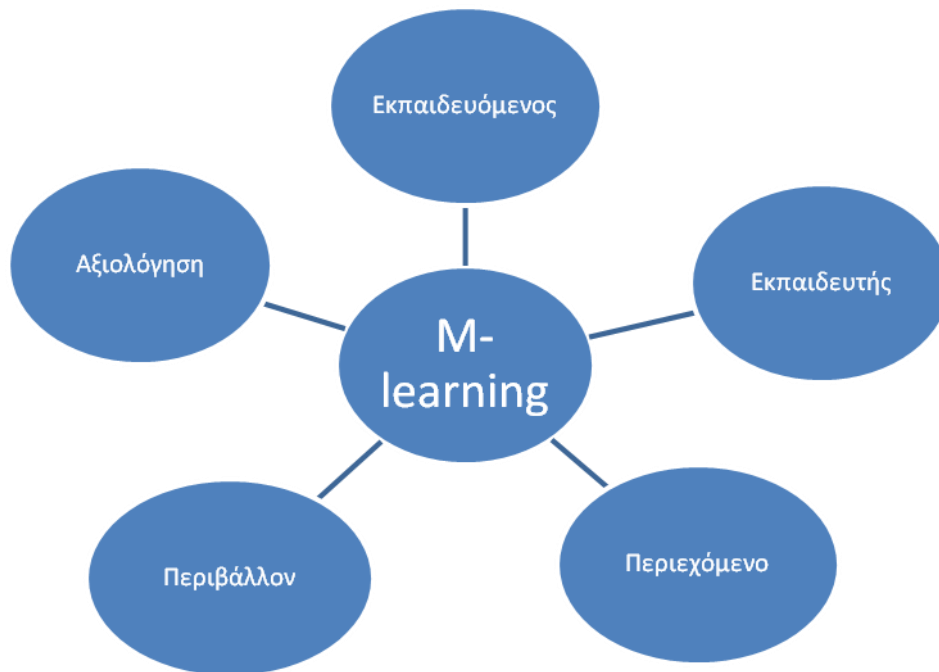 Εκπαιδευόμενος
Αξιολόγηση
Εκπαιδευτής
M-
learning
Περιβάλλον
Περιεχόμενο